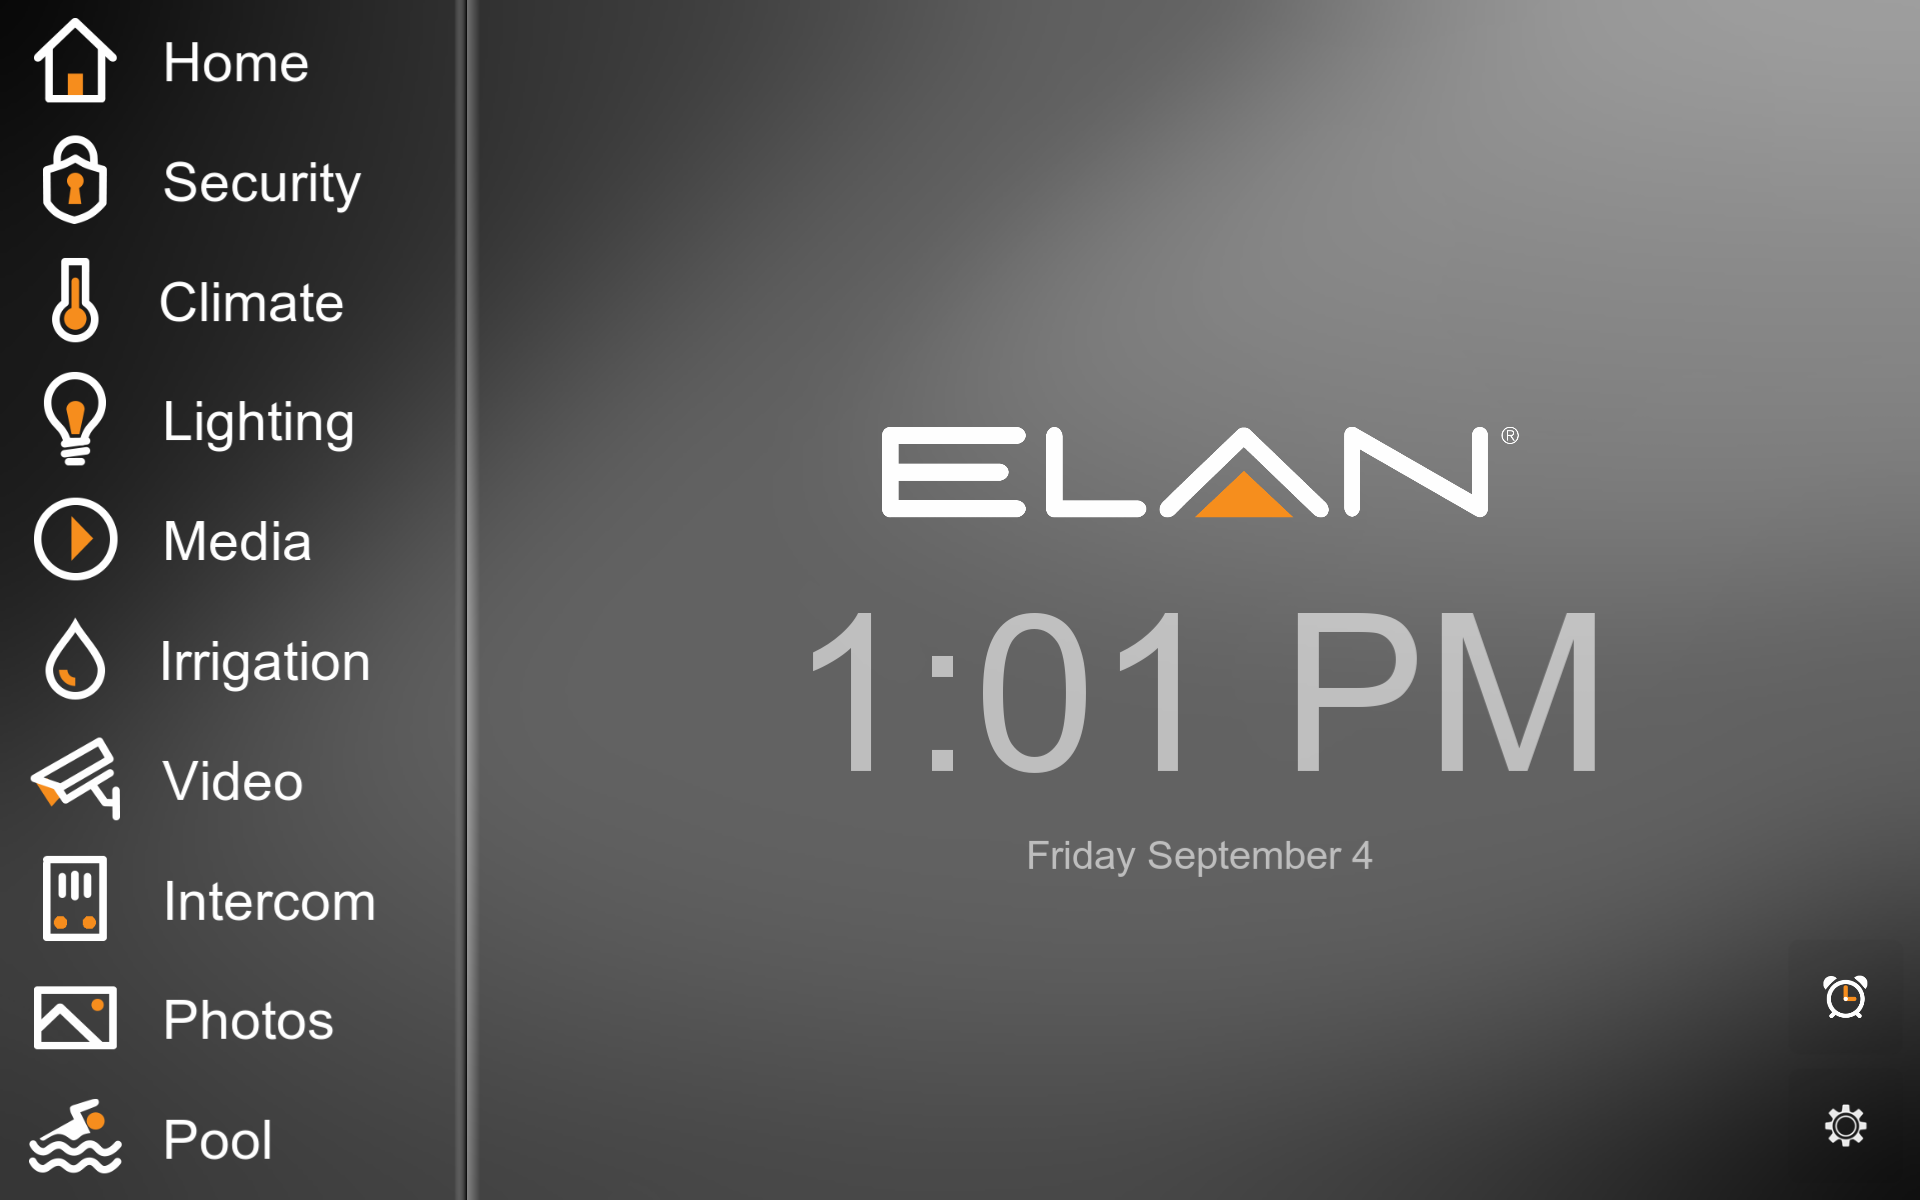 Home
Security
Climate
Lighting
Media
Irrigation
Video
Intercom
Photos
Pool
ELAN®
1:01 PM
Friday September 4